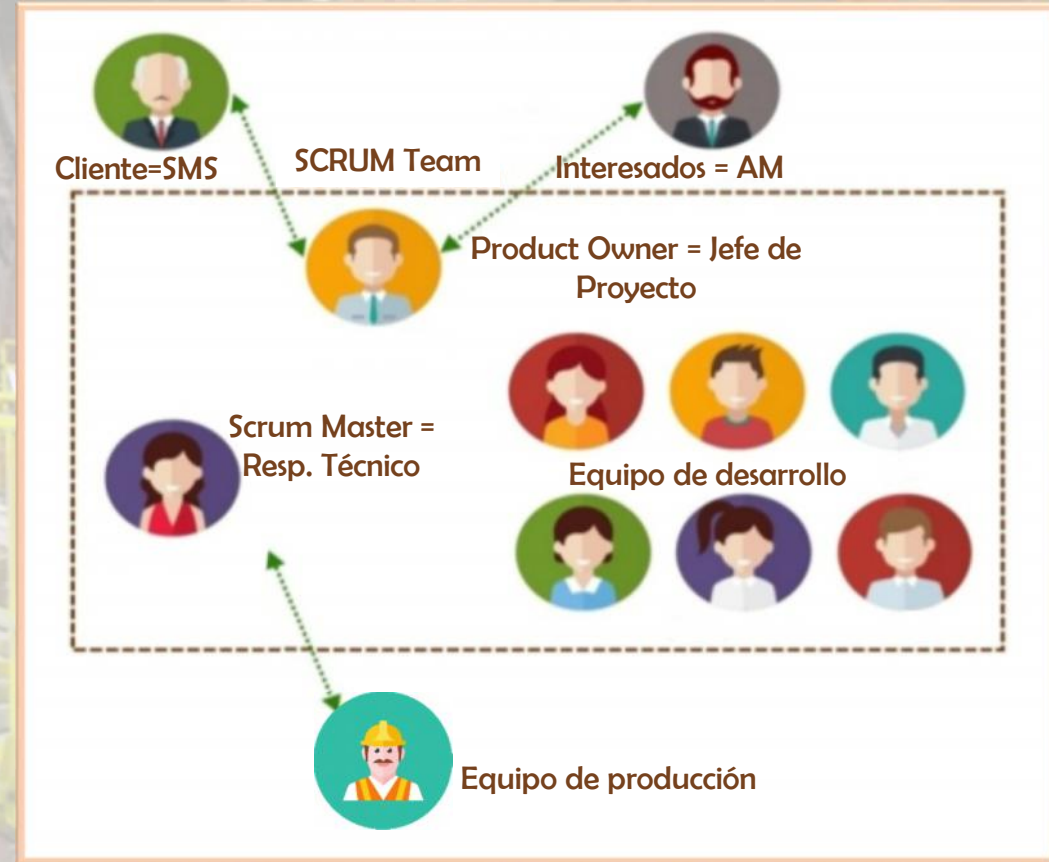 Cliente=SMS
SCRUM Team
Interesados = AM
Product Owner = Jefe de
Proyecto
Scrum Master =
Resp. Técnico
Equipo de desarrollo
Equipo de producción